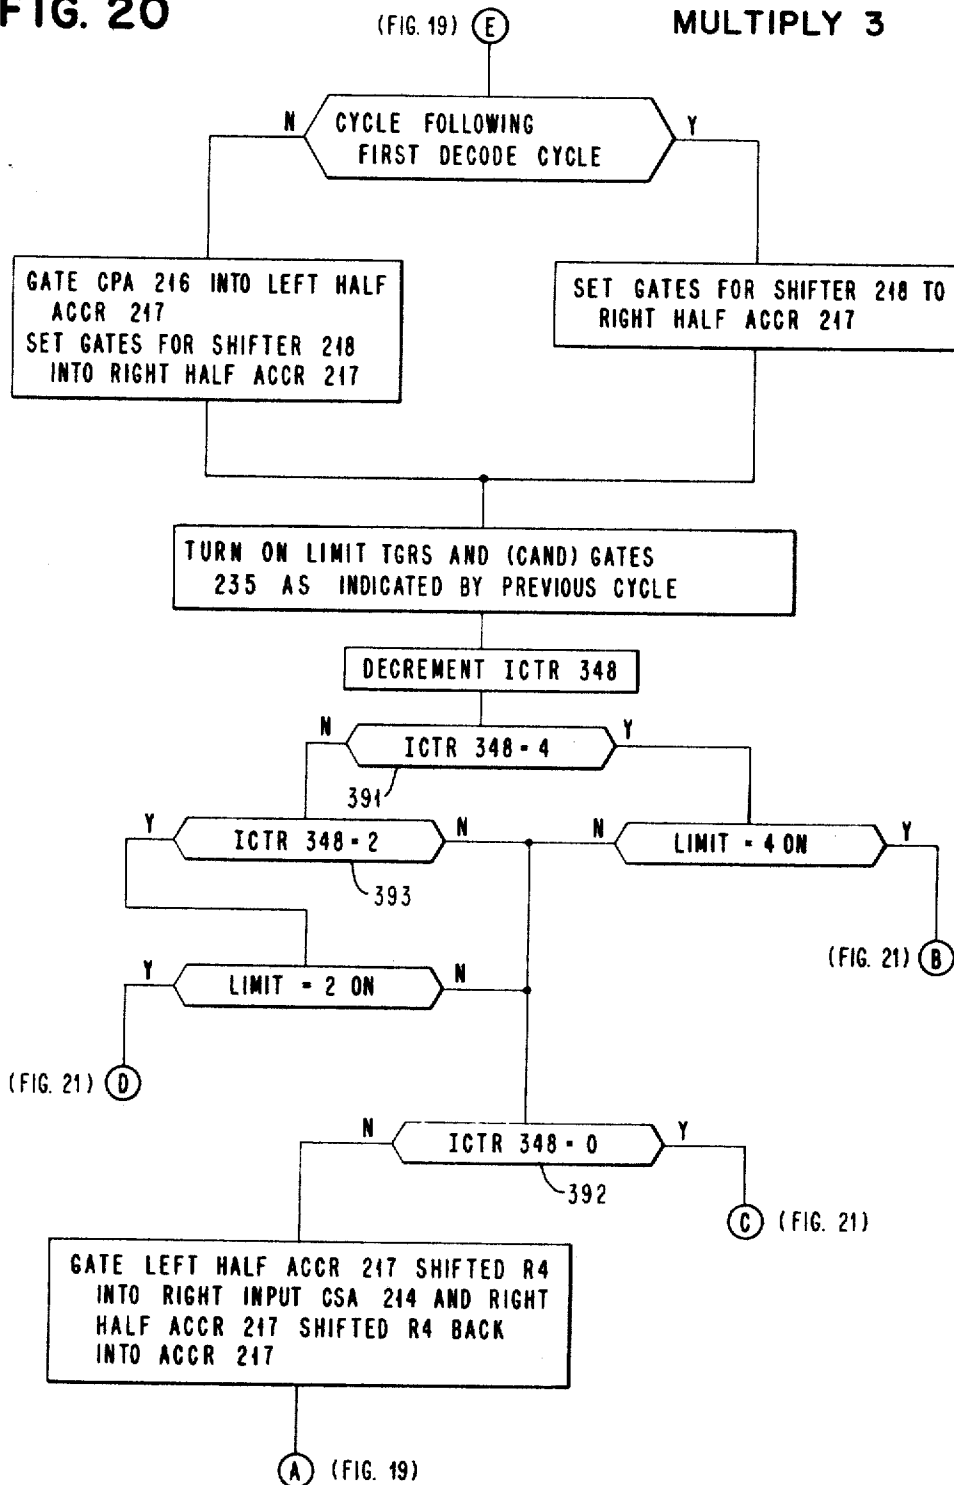 FIG. 20
(FIG. 19) E
MULTIPLY 3
N
CYCLE FOLLOWING
FIRST DECODE CYCLE
Y
GATE CPA 216 INTO LEFT HALF
ACCR 217
SET GATES FOR SHIFTER 218
INTO RIGHT HALF ACCR 217
SET GATES FOR SHIFTER 218 TO
RIGHT HALF ACCR 217
TURN ON LIMIT TGRS AND (CAND) GATES
235 AS INDICATED BY PREVIOUS CYCLE
DECREMENT ICTR 348
N
ICTR 348 = 4
Y
391
Y
ICTR 348 = 2
N
393
N
LIMIT = 4 ON
Y
(FIG. 21) B
Y
LIMIT = 2 ON
N
(FIG. 21) D
N
ICTR 348 = 0
Y
392
C (FIG. 21)
GATE LEFT HALF ACCR 217 SHIFTED R4
INTO RIGHT INPUT CSA 214 AND RIGHT
HALF ACCR 217 SHIFTED R4 BACK
INTO ACCR 217
A (FIG. 19)